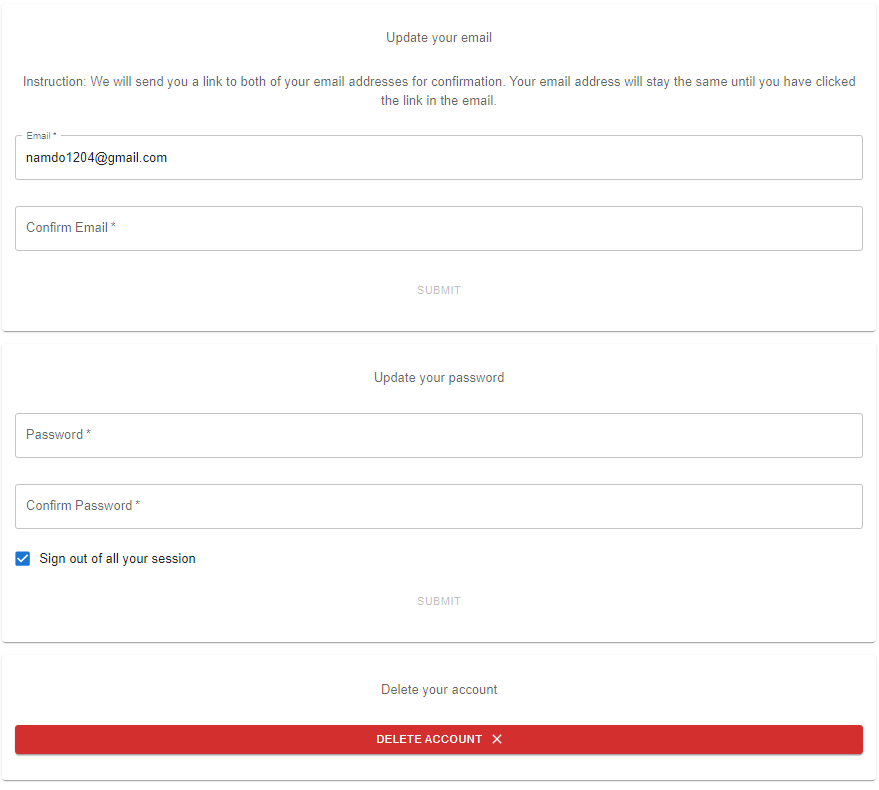 Update your email
Instruction: We will send you a link to both of your email addresses for confirmation. Your email address will stay the same until you have clicked
the link in the email.
Email *
namdo1204@gmail.com
Confirm Email *
SUBMIT
Update your password
Password *
Confirm Password *
Sign out of all your session
SUBMIT
Delete your account
DELETE ACCOUNT